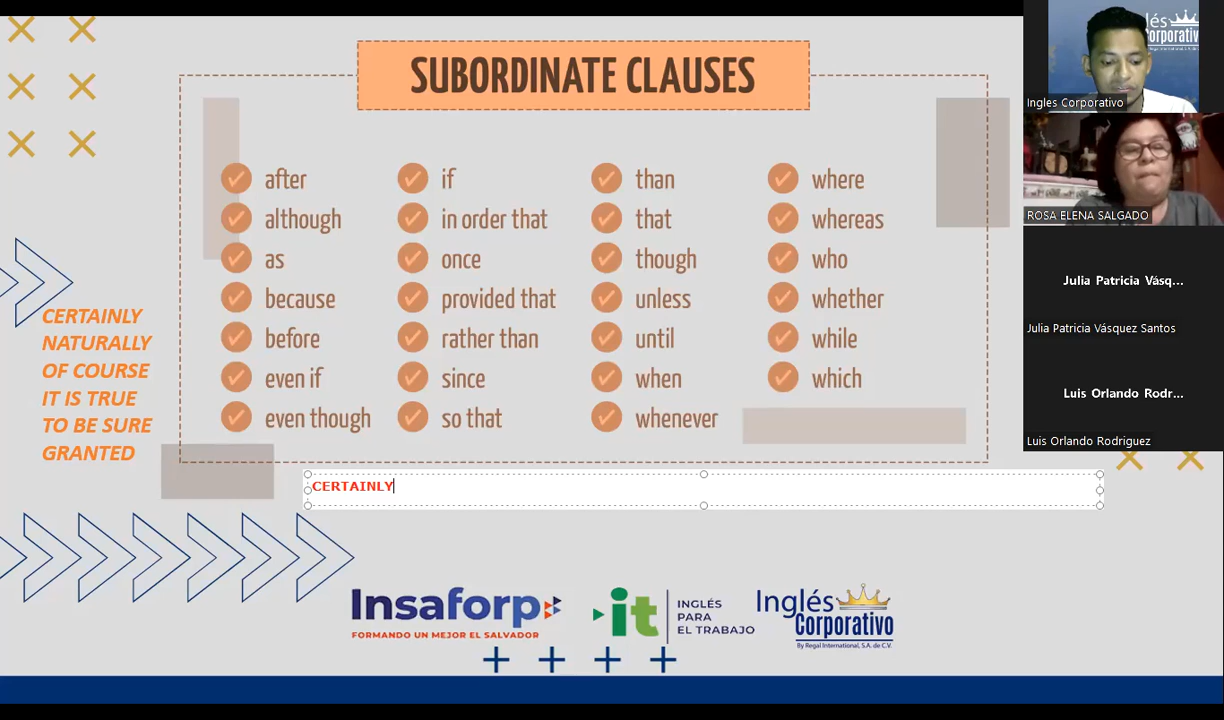 SUBORDINATE CLAUSES
after
although
as
because
before
even if
even though
if
in order that
once
provided that
rather than
since
so that
than
that
though
unless
until
when
whenever
where
whereas
who
whether
while
which
CERTAINLY
NATURALLY
OF COURSE
IT IS TRUE
TO BE SURE
GRANTED
CERTAINLY
Insaforp
FORMANDO UN MEJOR EL SALVADOR
it
INGLÉS
PARA
EL TRABAJO
Inglés
Corporativo
By Regal International, S.A. de C.V.
lés
orporativo
Ingles Corporativo
ROSA ELENA SALGADO
Julia Patricia Vásq...
Julia Patricia Vásquez Santos
Luis Orlando Rodr...
Luis Orlando Rodriguez